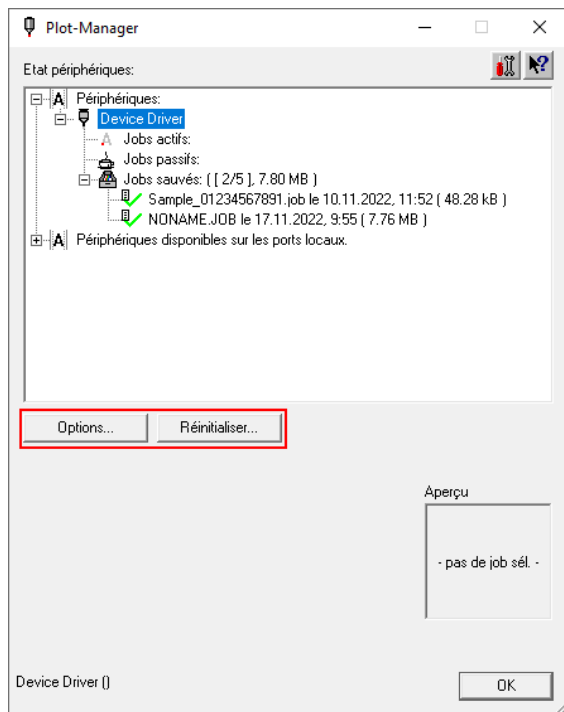 Plot-Manager
Etat périphériques:
Périphériques:
Device Driver
Jobs actifs:
Jobs passifs:
Jobs sauvés: ( [ 2/5 ], 7.80 MB )
Sample_01234567891.job le 10.11.2022, 11:52 ( 48.28 kB )
NONAME.JOB le 17.11.2022, 9:55 ( 7.76 MB )
Périphériques disponibles sur les ports locaux.
Options... Réinitialiser...
Aperçu
- pas de job sél. -
Device Driver () OK